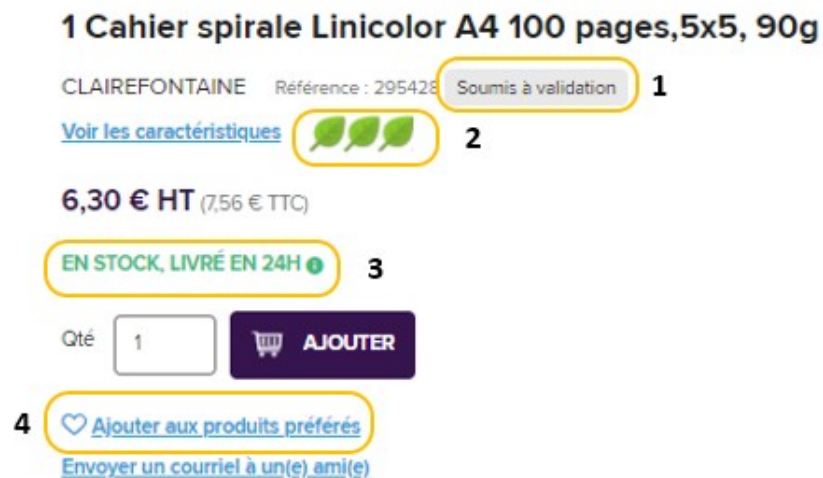 1 Cahier spirale Linicolor A4 100 pages,5x5, 90g
CLAIREFONTAINE Référence : 295428 Soumis à validation 1
Voir les caractéristiques 2
6,30 € HT (7,56 € TTC)
EN STOCK, LIVRÉ EN 24H i 3
Qté 1 AJOUTER
4 Ajouter aux produits préférés
Envoyer un courriel à un(e) ami(e)